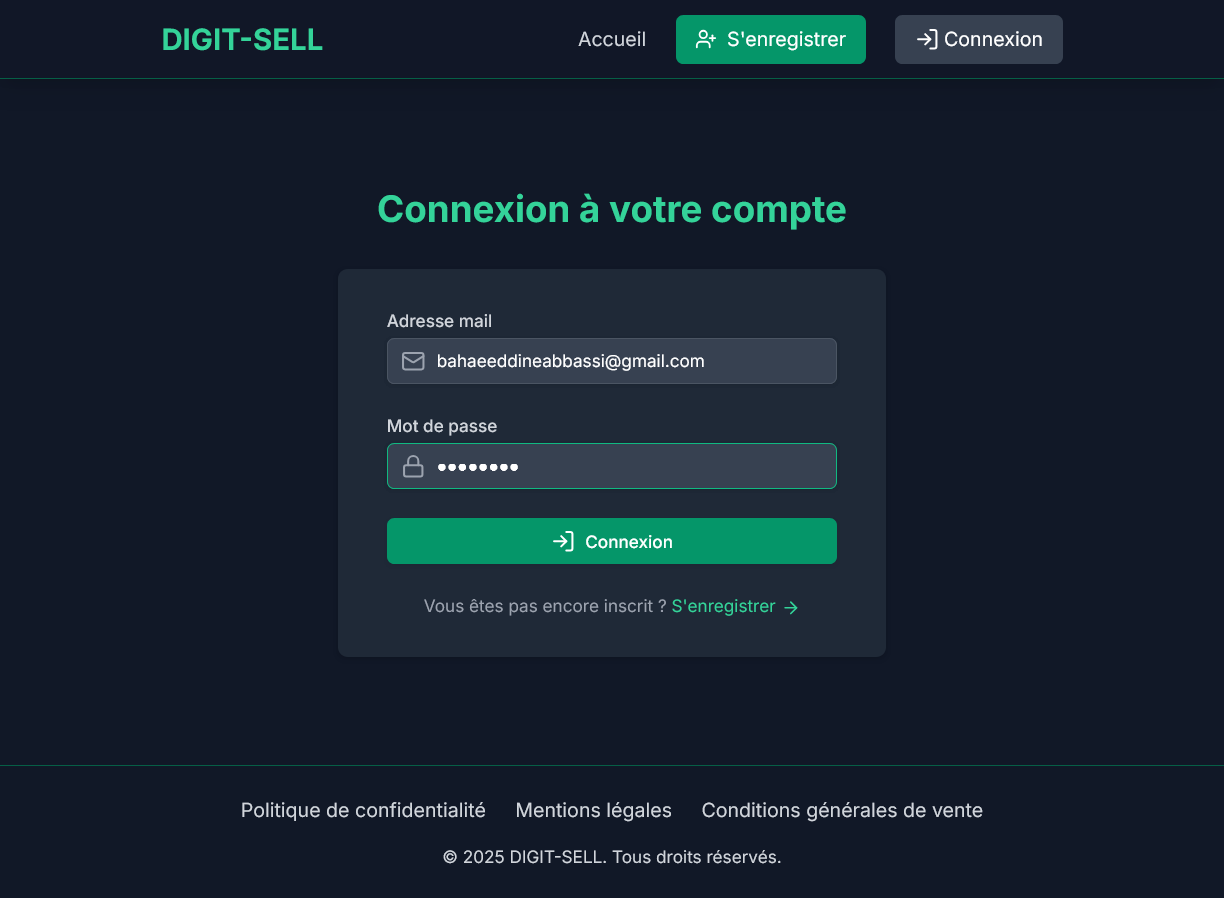 DIGIT-SELL
Accueil
S'enregistrer
Connexion
Connexion à votre compte
Adresse mail
bahaeeddineabbassi@gmail.com
Mot de passe
••••••••
Connexion
Vous êtes pas encore inscrit ? S'enregistrer →
Politique de confidentialité
Mentions légales
Conditions générales de vente
© 2025 DIGIT-SELL. Tous droits réservés.